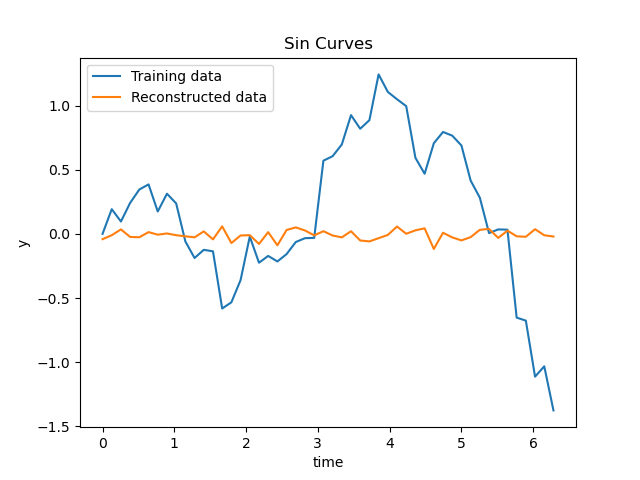 Sin Curves
Training data
Reconstructed data
1.0
0.5
0.0
−0.5
−1.0
−1.5
y
0 1 2 3 4 5 6
time